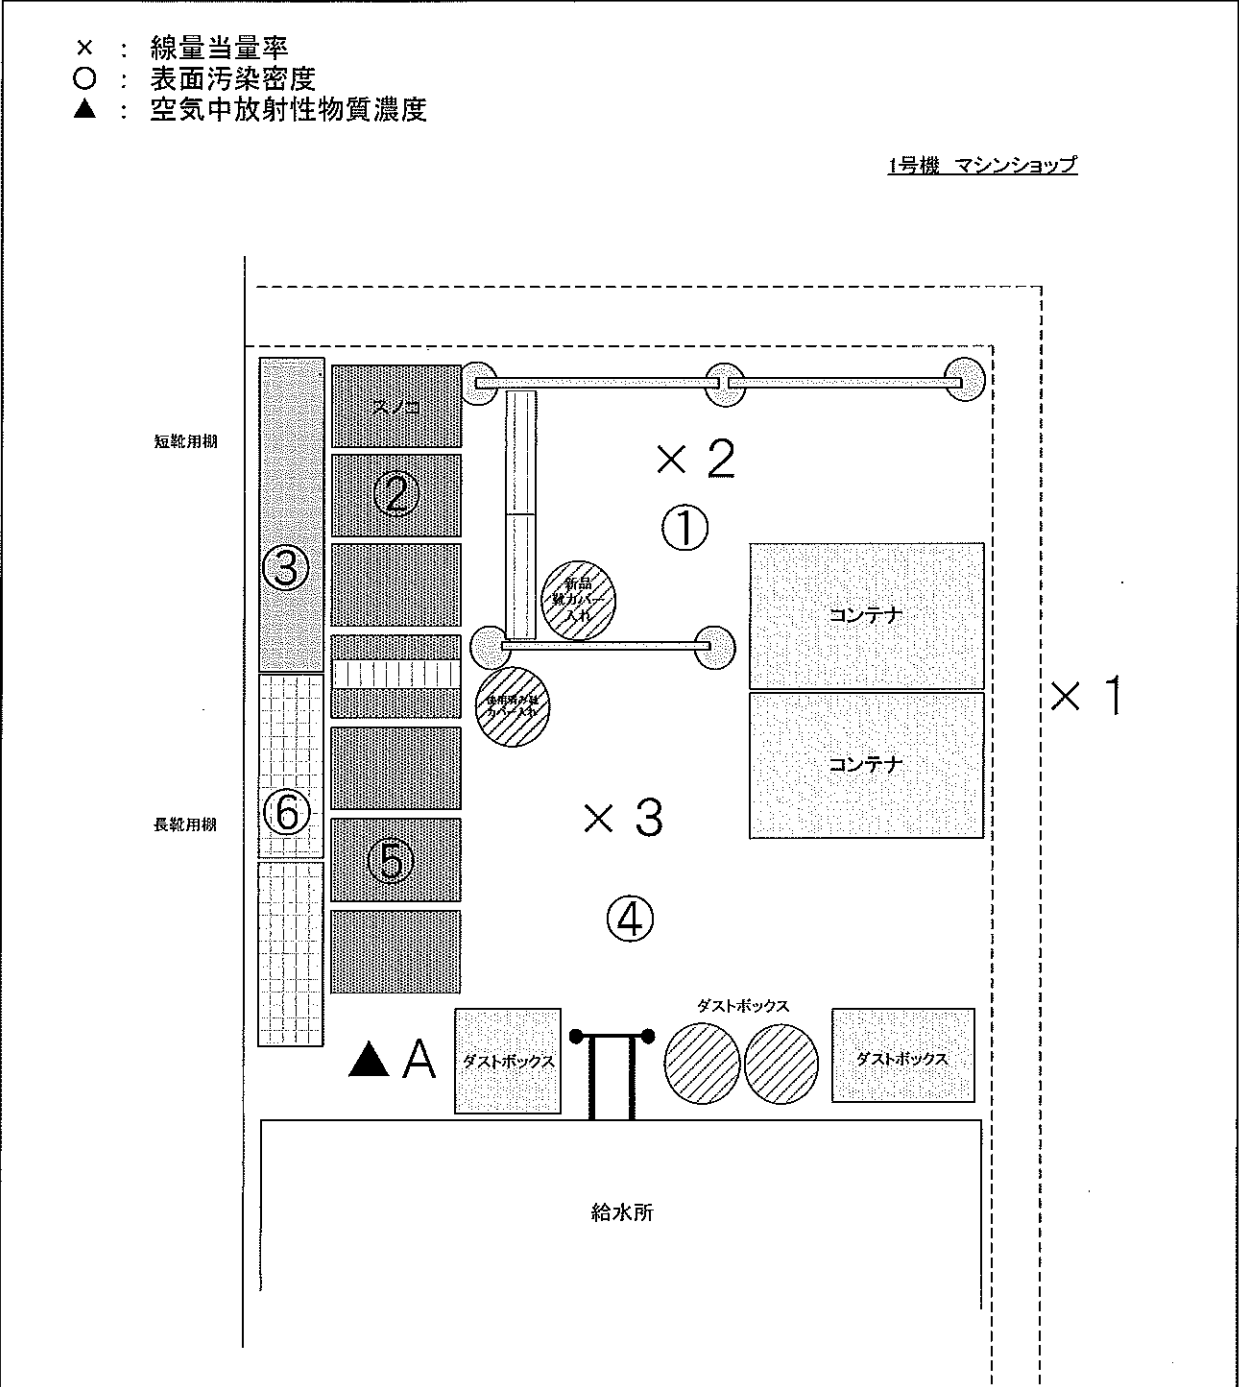 × : 線量当量率
○ : 表面汚染密度
▲ : 空気中放射性物質濃度
1号機 マシンショップ
スノコ
短靴用棚
×2
②
①
③
新品
靴カバー
入れ
コンテナ
×1
使用済み靴
カバー入れ
コンテナ
×3
⑥
長靴用棚
⑤
④
ダストボックス
▲A
ダストボックス
ダストボックス
給水所